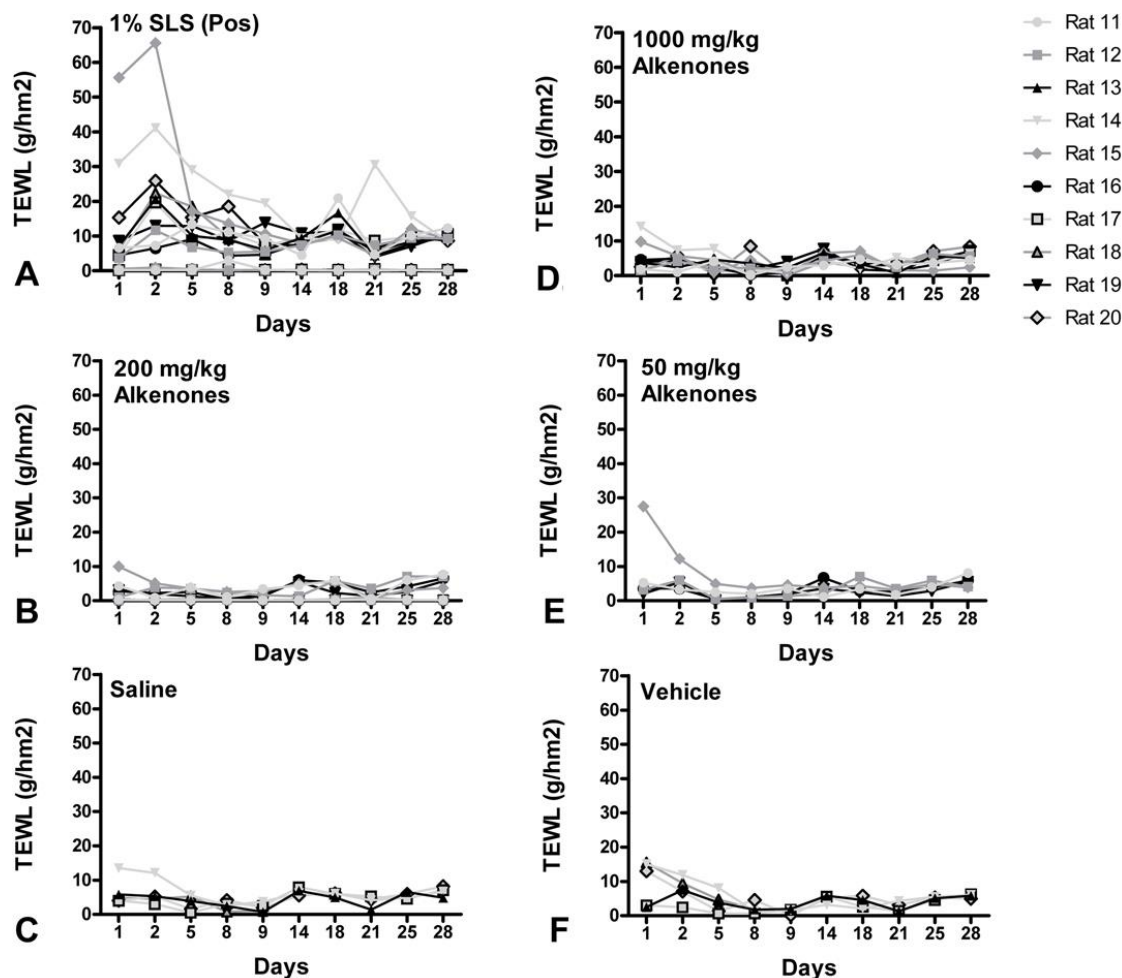 1% SLS (Pos)
TEWL (g/hm2)
70
60
50
40
30
20
10
0
1 2 5 8 9 14 18 21 25 28
Days
A
1000 mg/kg
Alkenones
TEWL (g/hm2)
70
60
50
40
30
20
10
0
1 2 5 8 9 14 18 21 25 28
Days
D
Rat 11
Rat 12
Rat 13
Rat 14
Rat 15
Rat 16
Rat 17
Rat 18
Rat 19
Rat 20
200 mg/kg
Alkenones
TEWL (g/hm2)
70
60
50
40
30
20
10
0
1 2 5 8 9 14 18 21 25 28
Days
B
50 mg/kg
Alkenones
TEWL (g/hm2)
70
60
50
40
30
20
10
0
1 2 5 8 9 14 18 21 25 28
Days
E
Saline
TEWL (g/hm2)
70
60
50
40
30
20
10
0
1 2 5 8 9 14 18 21 25 28
Days
C
Vehicle
TEWL (g/hm2)
70
60
50
40
30
20
10
0
1 2 5 8 9 14 18 21 25 28
Days
F